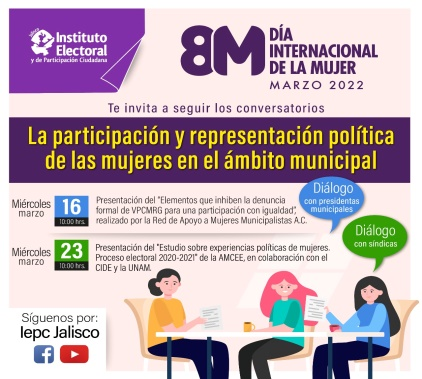 Instituto
Electoral
y de Participación Ciudadana
8M
DÍA
INTERNACIONAL
DE LA MUJER
MARZO 2022
Te invita a seguir los conversatorios
La participación y representación política
de las mujeres en el ámbito municipal
Miércoles
marzo
16
10:00 hrs.
Presentación del "Elementos que inhiben la denuncia
formal de VPCMRG para una participación con igualdad",
realizado por la Red de Apoyo a Mujeres Municipalistas A.C.
Diálogo
con presidentas
municipales
Miércoles
marzo
23
10:00 hrs.
Presentación del "Estudio sobre experiencias políticas de mujeres.
Proceso electoral 2020-2021" de la AMCEE, en colaboración con el
CIDE y la UNAM.
Diálogo
con síndicas
Síguenos por:
Iepc Jalisco